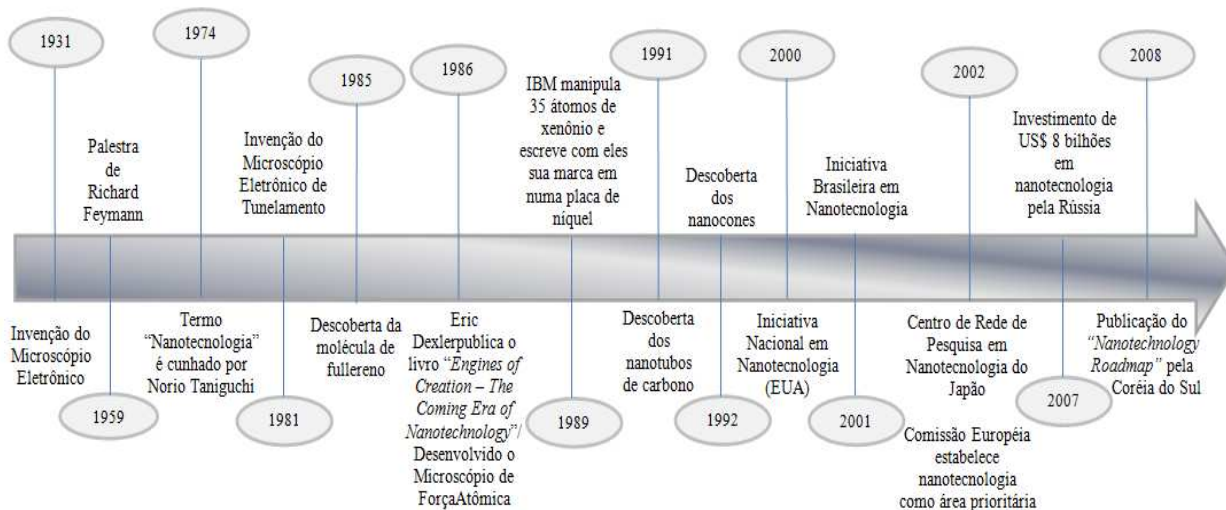 1931
Invenção do
Microscópio
Eletrônico
Palestra
de
Richard
Feymann
1959
1974
Termo
“Nanotecnologia”
é cunhado por
Norio Taniguchi
Invenção do
Microscópio
Eletrônico de
Tunelamento
1981
1985
Descoberta da
molécula de
fullereno
1986
Eric
Dexlerpublica o
livro “Engines of
Creation – The
Coming Era of
Nanotechnology”/
Desenvolvido o
Microscópio de
ForçaAtômica
IBM manipula
35 átomos de
xenônio e
escreve com eles
sua marca em
numa placa de
níquel
1989
1991
Descoberta
dos
nanotubos
de carbono
Descoberta
dos
nanocones
1992
2000
Iniciativa
Nacional em
Nanotecnologia
(EUA)
Iniciativa
Brasileira em
Nanotecnologia
2001
2002
Centro de Rede de
Pesquisa em
Nanotecnologia do
Japão
Comissão Européia
estabelece
nanotecnologia
como área prioritária
Investimento de
US$ 8 bilhões em
nanotecnologia
pela Rússia
2007
2008
Publicação do
“Nanotechnology
Roadmap” pela
Coréia do Sul